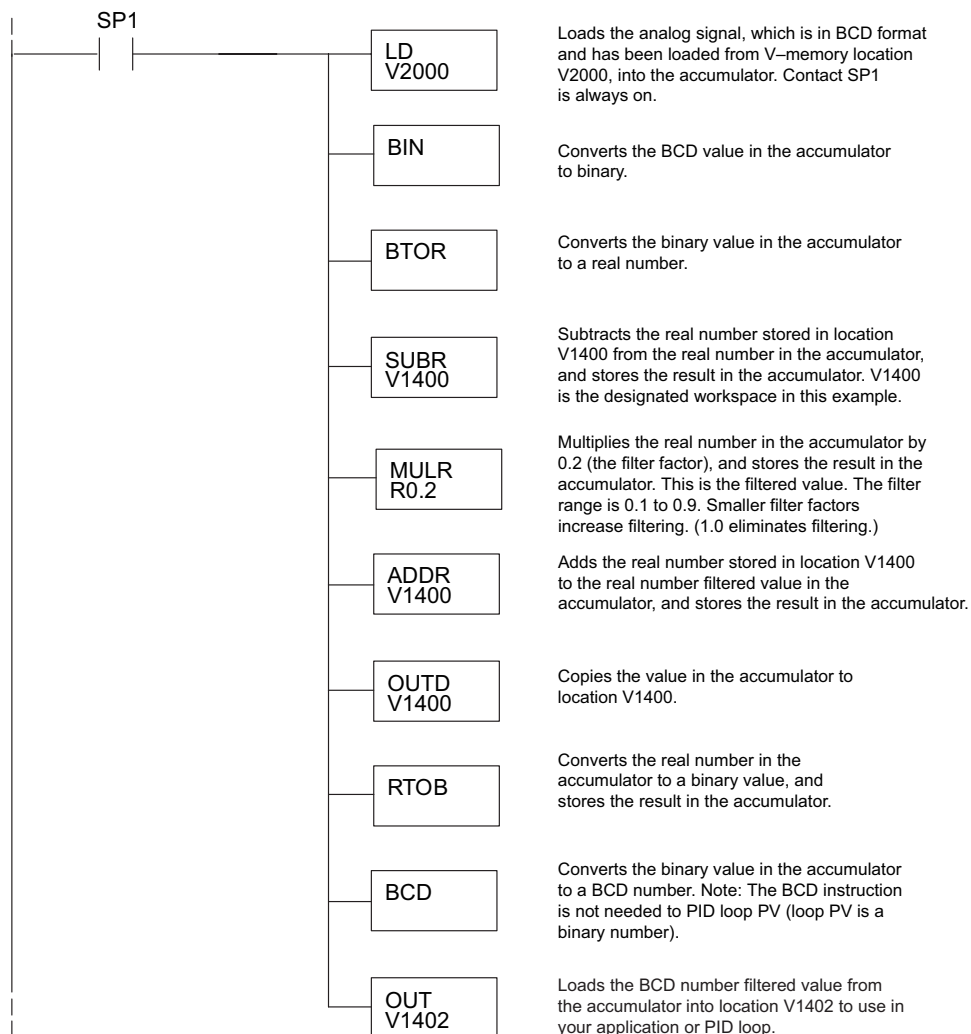 SP1
LD
V2000
Loads the analog signal, which is in BCD format
and has been loaded from V–memory location
V2000, into the accumulator. Contact SP1
is always on.
BIN
Converts the BCD value in the accumulator
to binary.
BTOR
Converts the binary value in the accumulator
to a real number.
SUBR
V1400
Subtracts the real number stored in location
V1400 from the real number in the accumulator,
and stores the result in the accumulator. V1400
is the designated workspace in this example.
MULR
R0.2
Multiplies the real number in the accumulator by
0.2 (the filter factor), and stores the result in the
accumulator. This is the filtered value. The filter
range is 0.1 to 0.9. Smaller filter factors
increase filtering. (1.0 eliminates filtering.)
ADDR
V1400
Adds the real number stored in location V1400
to the real number filtered value in the
accumulator, and stores the result in the accumulator.
OUTD
V1400
Copies the value in the accumulator to
location V1400.
RTOB
Converts the real number in the
accumulator to a binary value, and
stores the result in the accumulator.
BCD
Converts the binary value in the accumulator
to a BCD number. Note: The BCD instruction
is not needed to PID loop PV (loop PV is a
binary number).
OUT
V1402
Loads the BCD number filtered value from
the accumulator into location V1402 to use in
your application or PID loop.